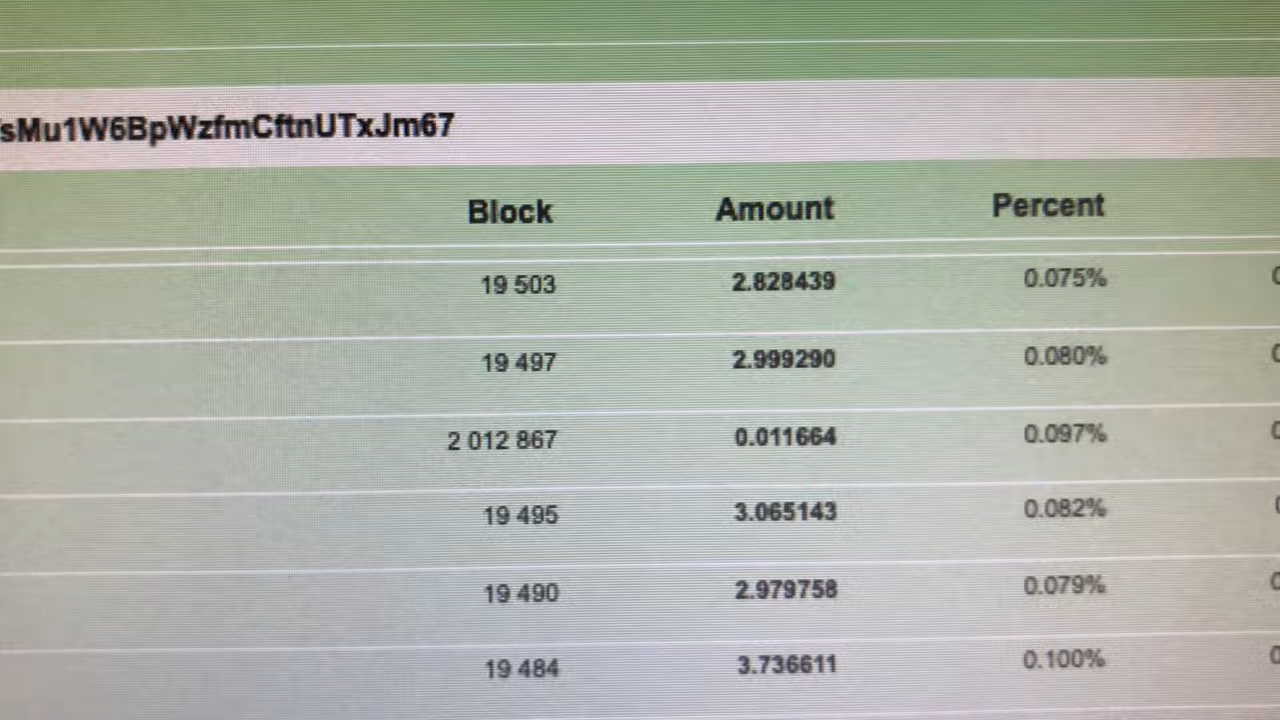 sMu1W6BpWzfmCftnUTxJm67
Block Amount Percent
19 503 2.828439 0.075%
19 497 2.999290 0.080%
2 012 867 0.011664 0.097%
19 495 3.065143 0.082%
19 490 2.979758 0.079%
19 484 3.736611 0.100%